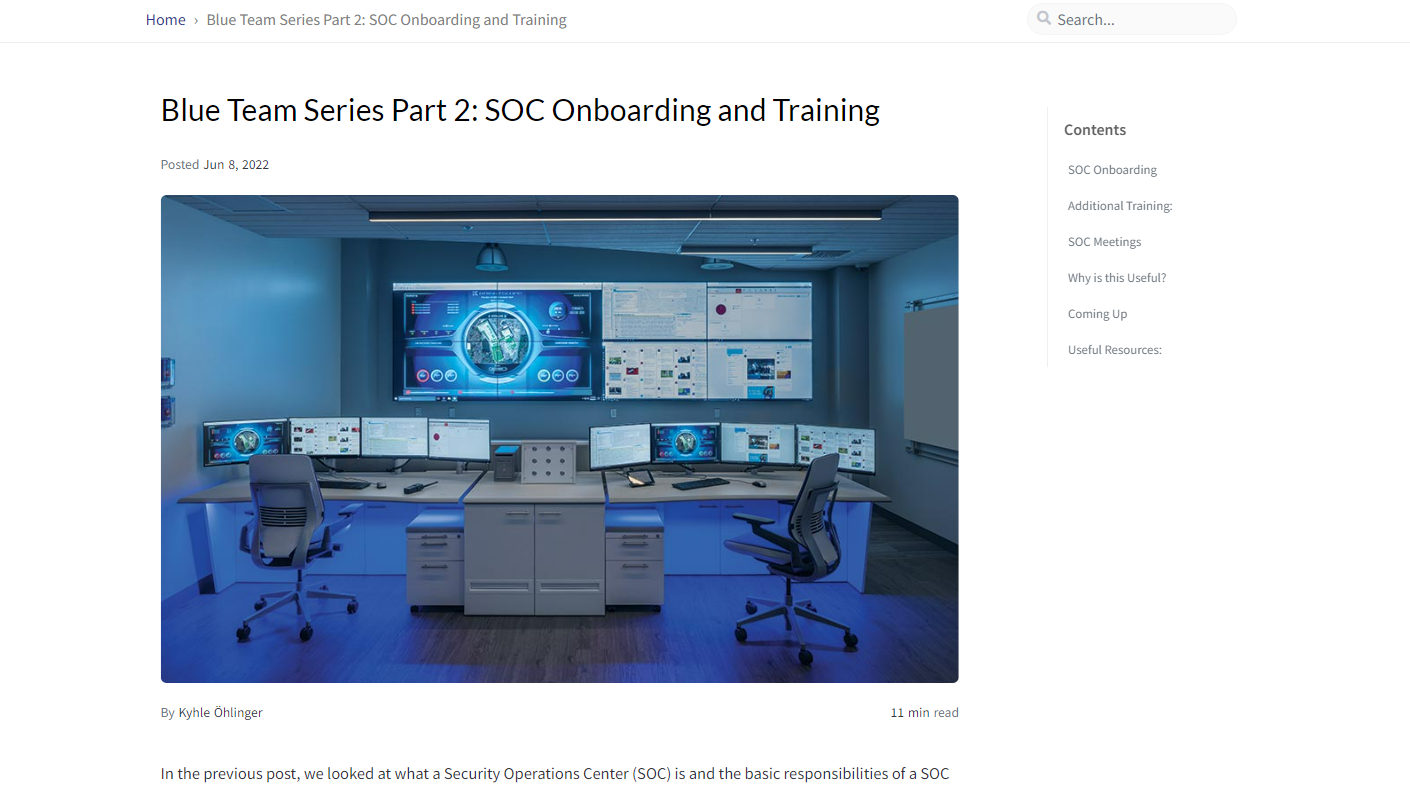 Home › Blue Team Series Part 2: SOC Onboarding and Training
Search...
Blue Team Series Part 2: SOC Onboarding and Training
Posted Jun 8, 2022
By Kyhle Öhlinger
11 min read
In the previous post, we looked at what a Security Operations Center (SOC) is and the basic responsibilities of a SOC
Contents
SOC Onboarding
Additional Training:
SOC Meetings
Why is this Useful?
Coming Up
Useful Resources: